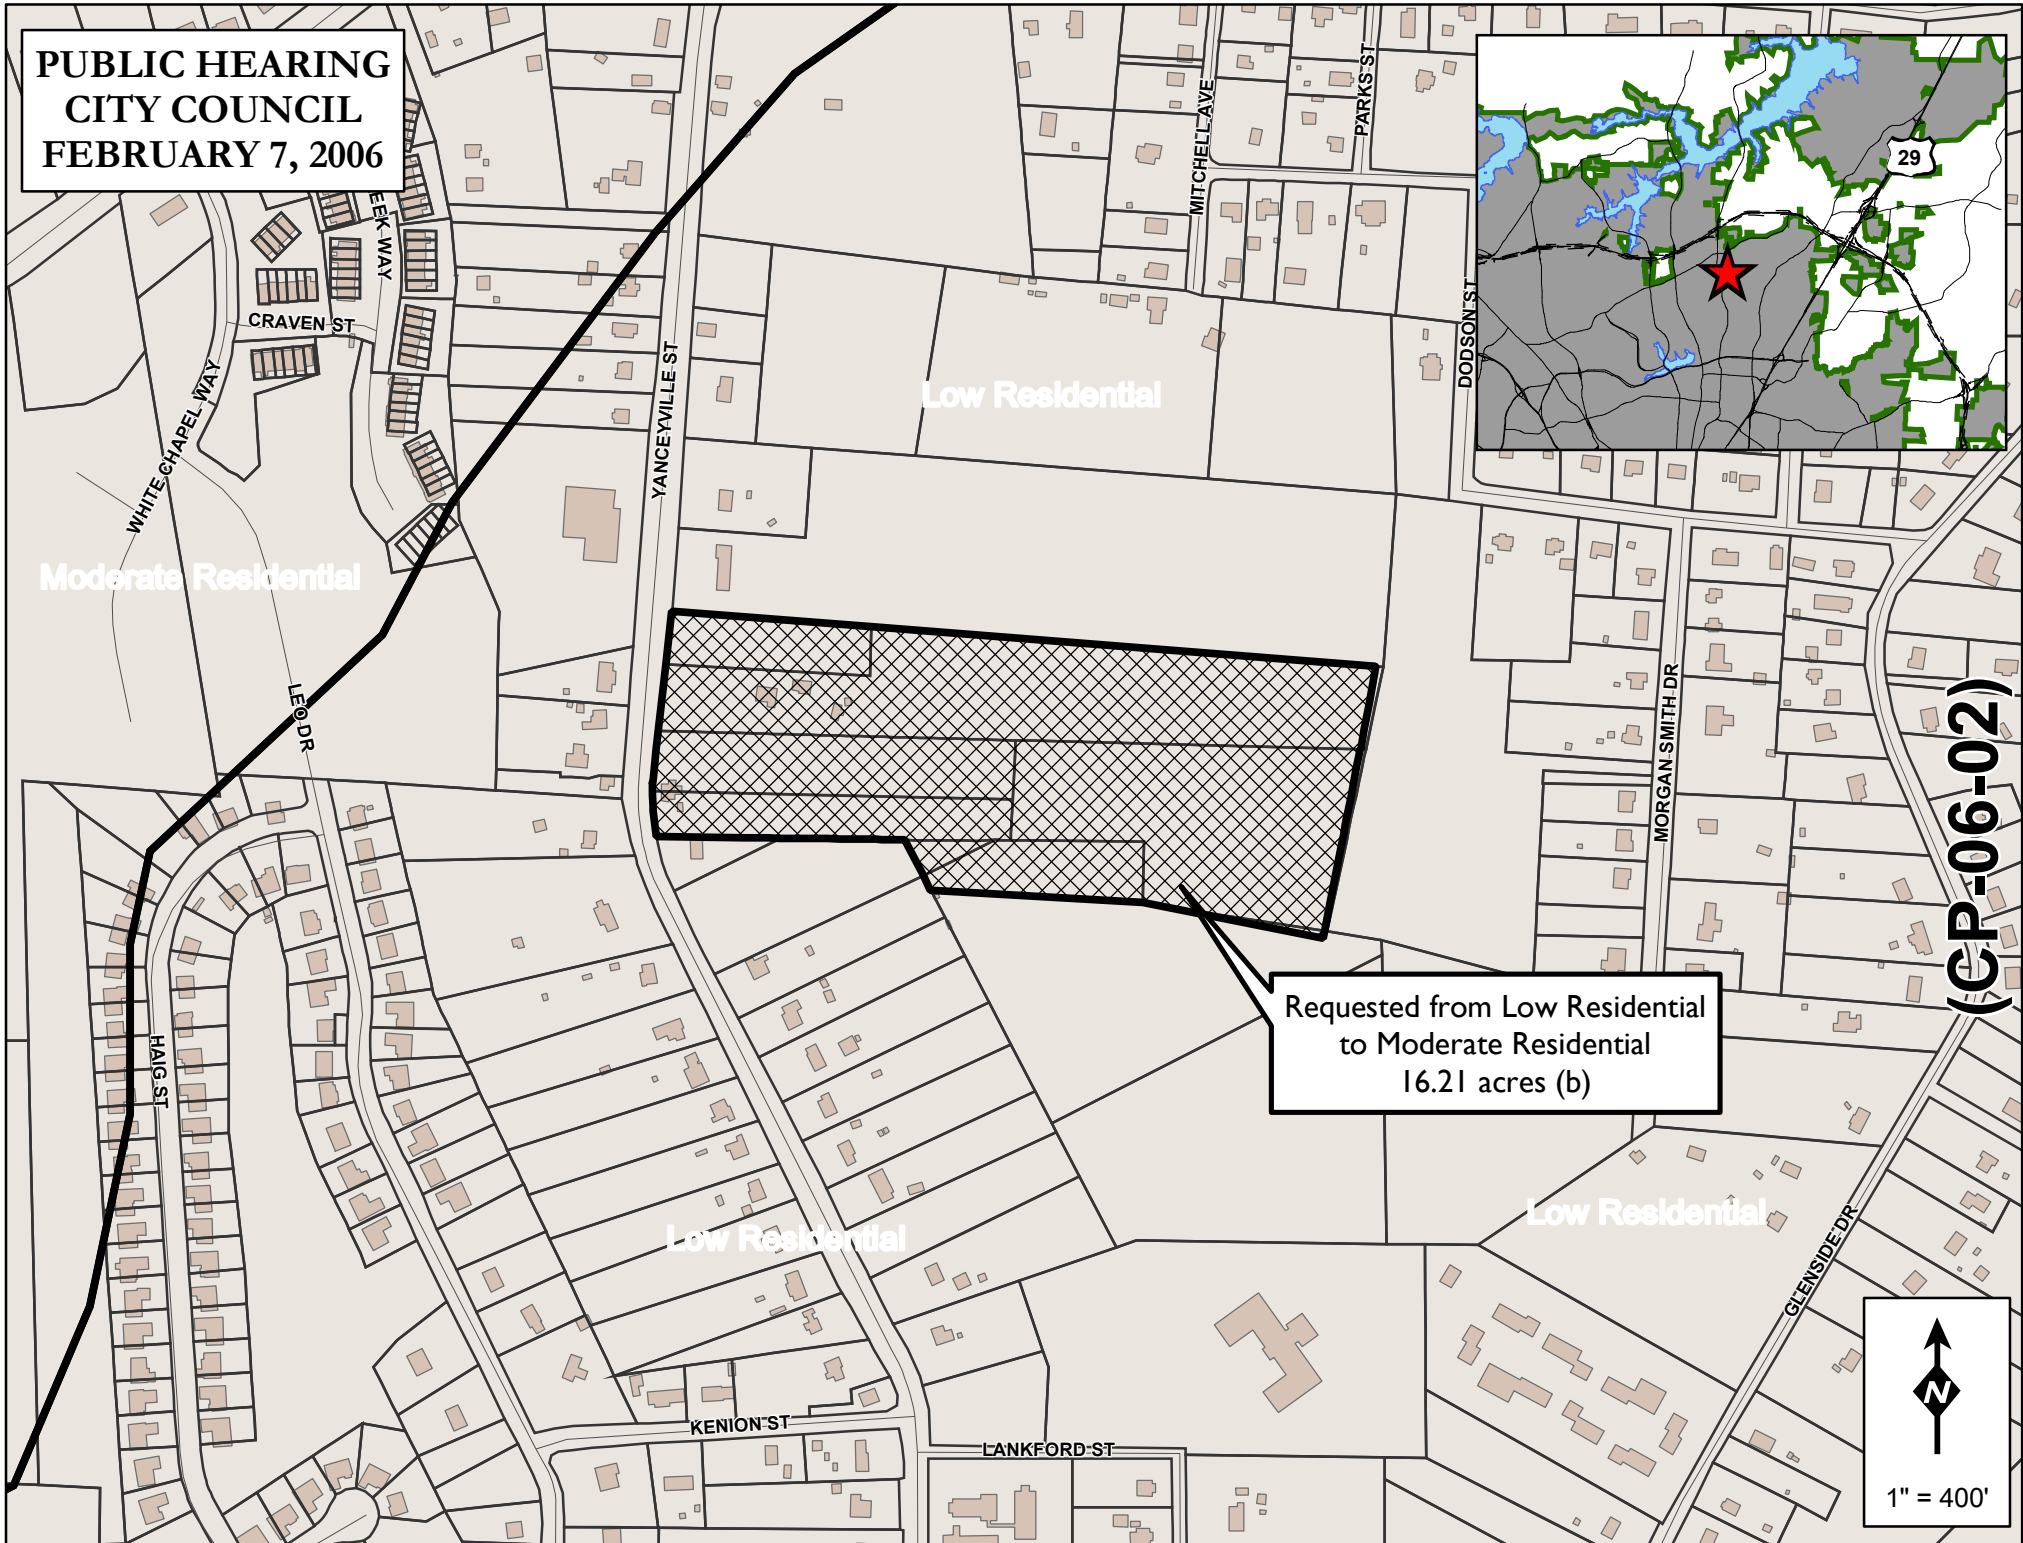 PUBLIC HEARING
CITY COUNCIL
FEBRUARY 7, 2006
29
MITCHELL AVE
PARKS ST
DODSON ST
EEK WAY
CRAVEN ST
WHITE CHAPEL WAY
YANCEYVILLE ST
Low Residential
Moderate Residential
LEO DR
MORGAN SMITH DR
(CP-06-02)
Requested from Low Residential
to Moderate Residential
16.21 acres (b)
HAIG ST
Low Residential
Low Residential
GLENSIDE DR
KENION ST
LANKFORD ST
N
1" = 400'